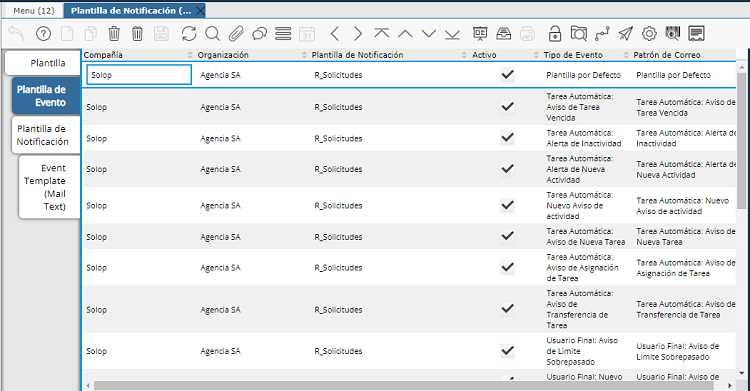 Menu (12) Plantilla de Notificación (... X
Plantilla
Plantilla de
Evento
Plantilla de
Notificación
Event
Template
(Mail
Text)
Compañía Organización Plantilla de Notificación Activo Tipo de Evento Patrón de Correo
Solop Agencia SA R_Solicitudes Plantilla por Defecto Plantilla por Defecto
Solop Agencia SA R_Solicitudes Tarea Automática: Aviso de Tarea Vencida Tarea Automática: Aviso de Tarea Vencida
Solop Agencia SA R_Solicitudes Tarea Automática: Alerta de Inactividad Tarea Automática: Alerta de Inactividad
Solop Agencia SA R_Solicitudes Tarea Automática: Alerta de Nueva Actividad Tarea Automática: Alerta de Nueva Actividad
Solop Agencia SA R_Solicitudes Tarea Automática: Nuevo Aviso de actividad Tarea Automática: Nuevo Aviso de actividad
Solop Agencia SA R_Solicitudes Tarea Automática: Aviso de Nueva Tarea Tarea Automática: Aviso de Nueva Tarea
Solop Agencia SA R_Solicitudes Tarea Automática: Aviso de Asignación de Tarea Tarea Automática: Aviso de Asignación de Tarea
Solop Agencia SA R_Solicitudes Tarea Automática: Aviso de Transferencia de Tarea Tarea Automática: Aviso de Transferencia de Tarea
Solop Agencia SA R_Solicitudes Usuario Final: Aviso de Limite Sobrepasado Usuario Final: Aviso de Limite Sobrepasado
Solop Agencia SA R_Solicitudes Usuario Final: Nuevo Usuario Final: Aviso de